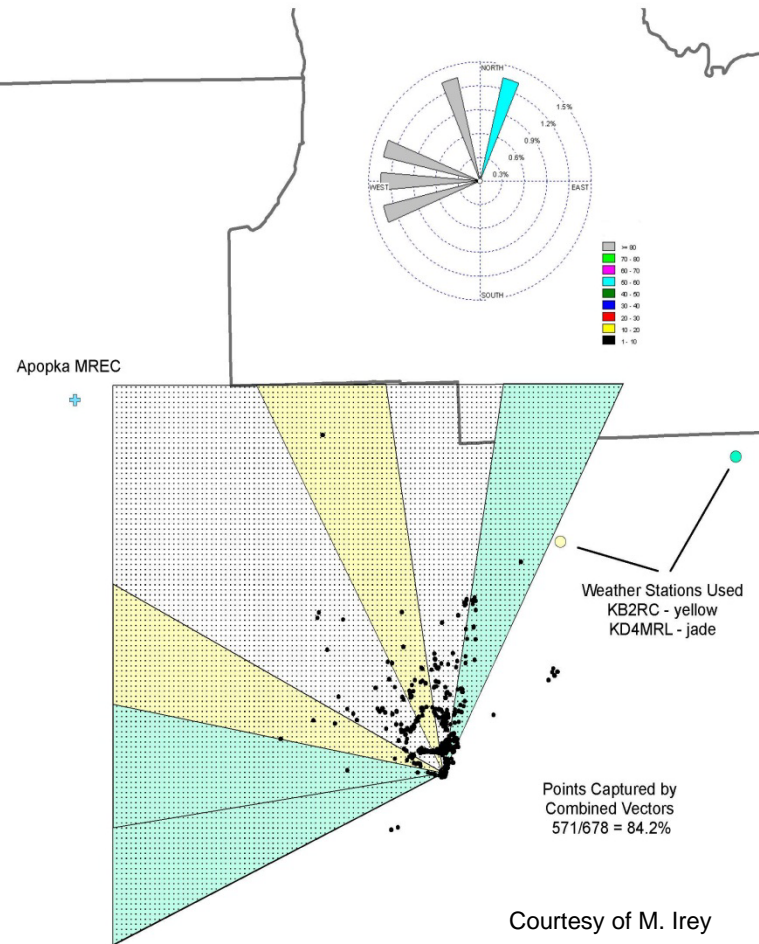 NORTH
1.5%
1.2%
0.9%
0.6%
0.3%
WEST
EAST
SOUTH
>= 80
70 - 80
60 - 70
50 - 60
40 - 50
30 - 40
20 - 30
10 - 20
1 - 10
Apopka MREC
Weather Stations Used
KB2RC - yellow
KD4MRL - jade
Points Captured by
Combined Vectors
571/678 = 84.2%
Courtesy of M. Irey